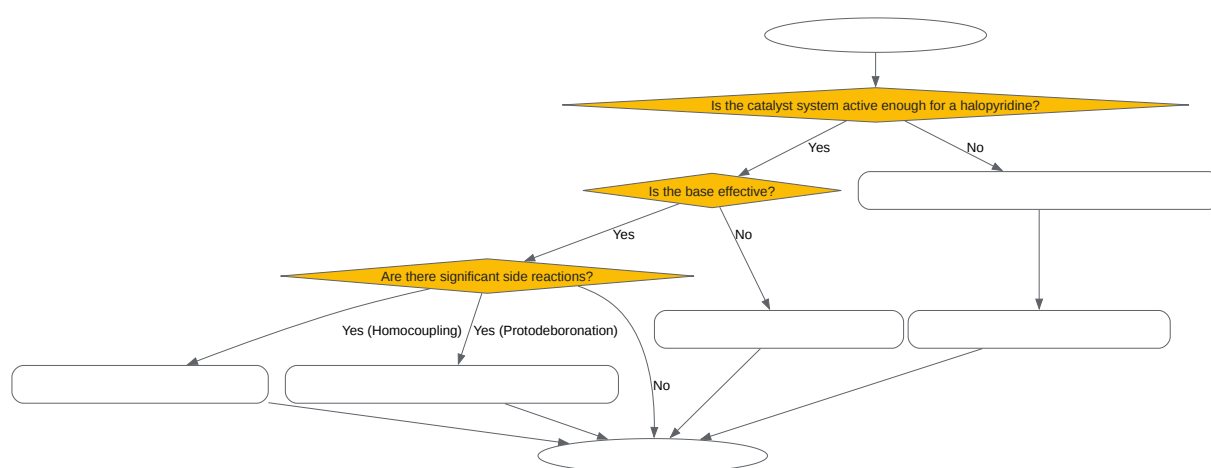 Is the catalyst system active enough for a halopyridine?
Yes
No
Is the base effective?
Yes
No
Are there significant side reactions?
Yes (Homocoupling)
Yes (Protodeboronation)
No